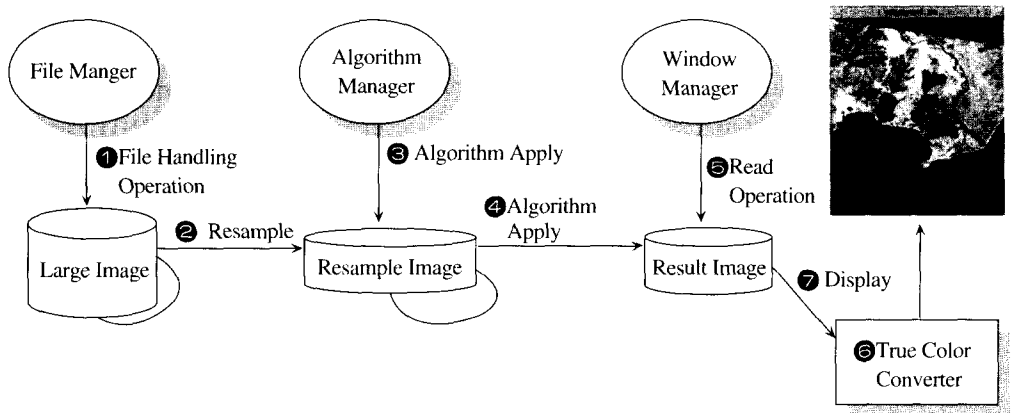 File Manger
Algorithm
Manager
Window
Manager
❶File Handling
Operation
❸ Algorithm Apply
❺Read
Operation
❷ Resample
❹Algorithm
Apply
Large Image
Resample Image
Result Image
❼ Display
❻True Color
Converter